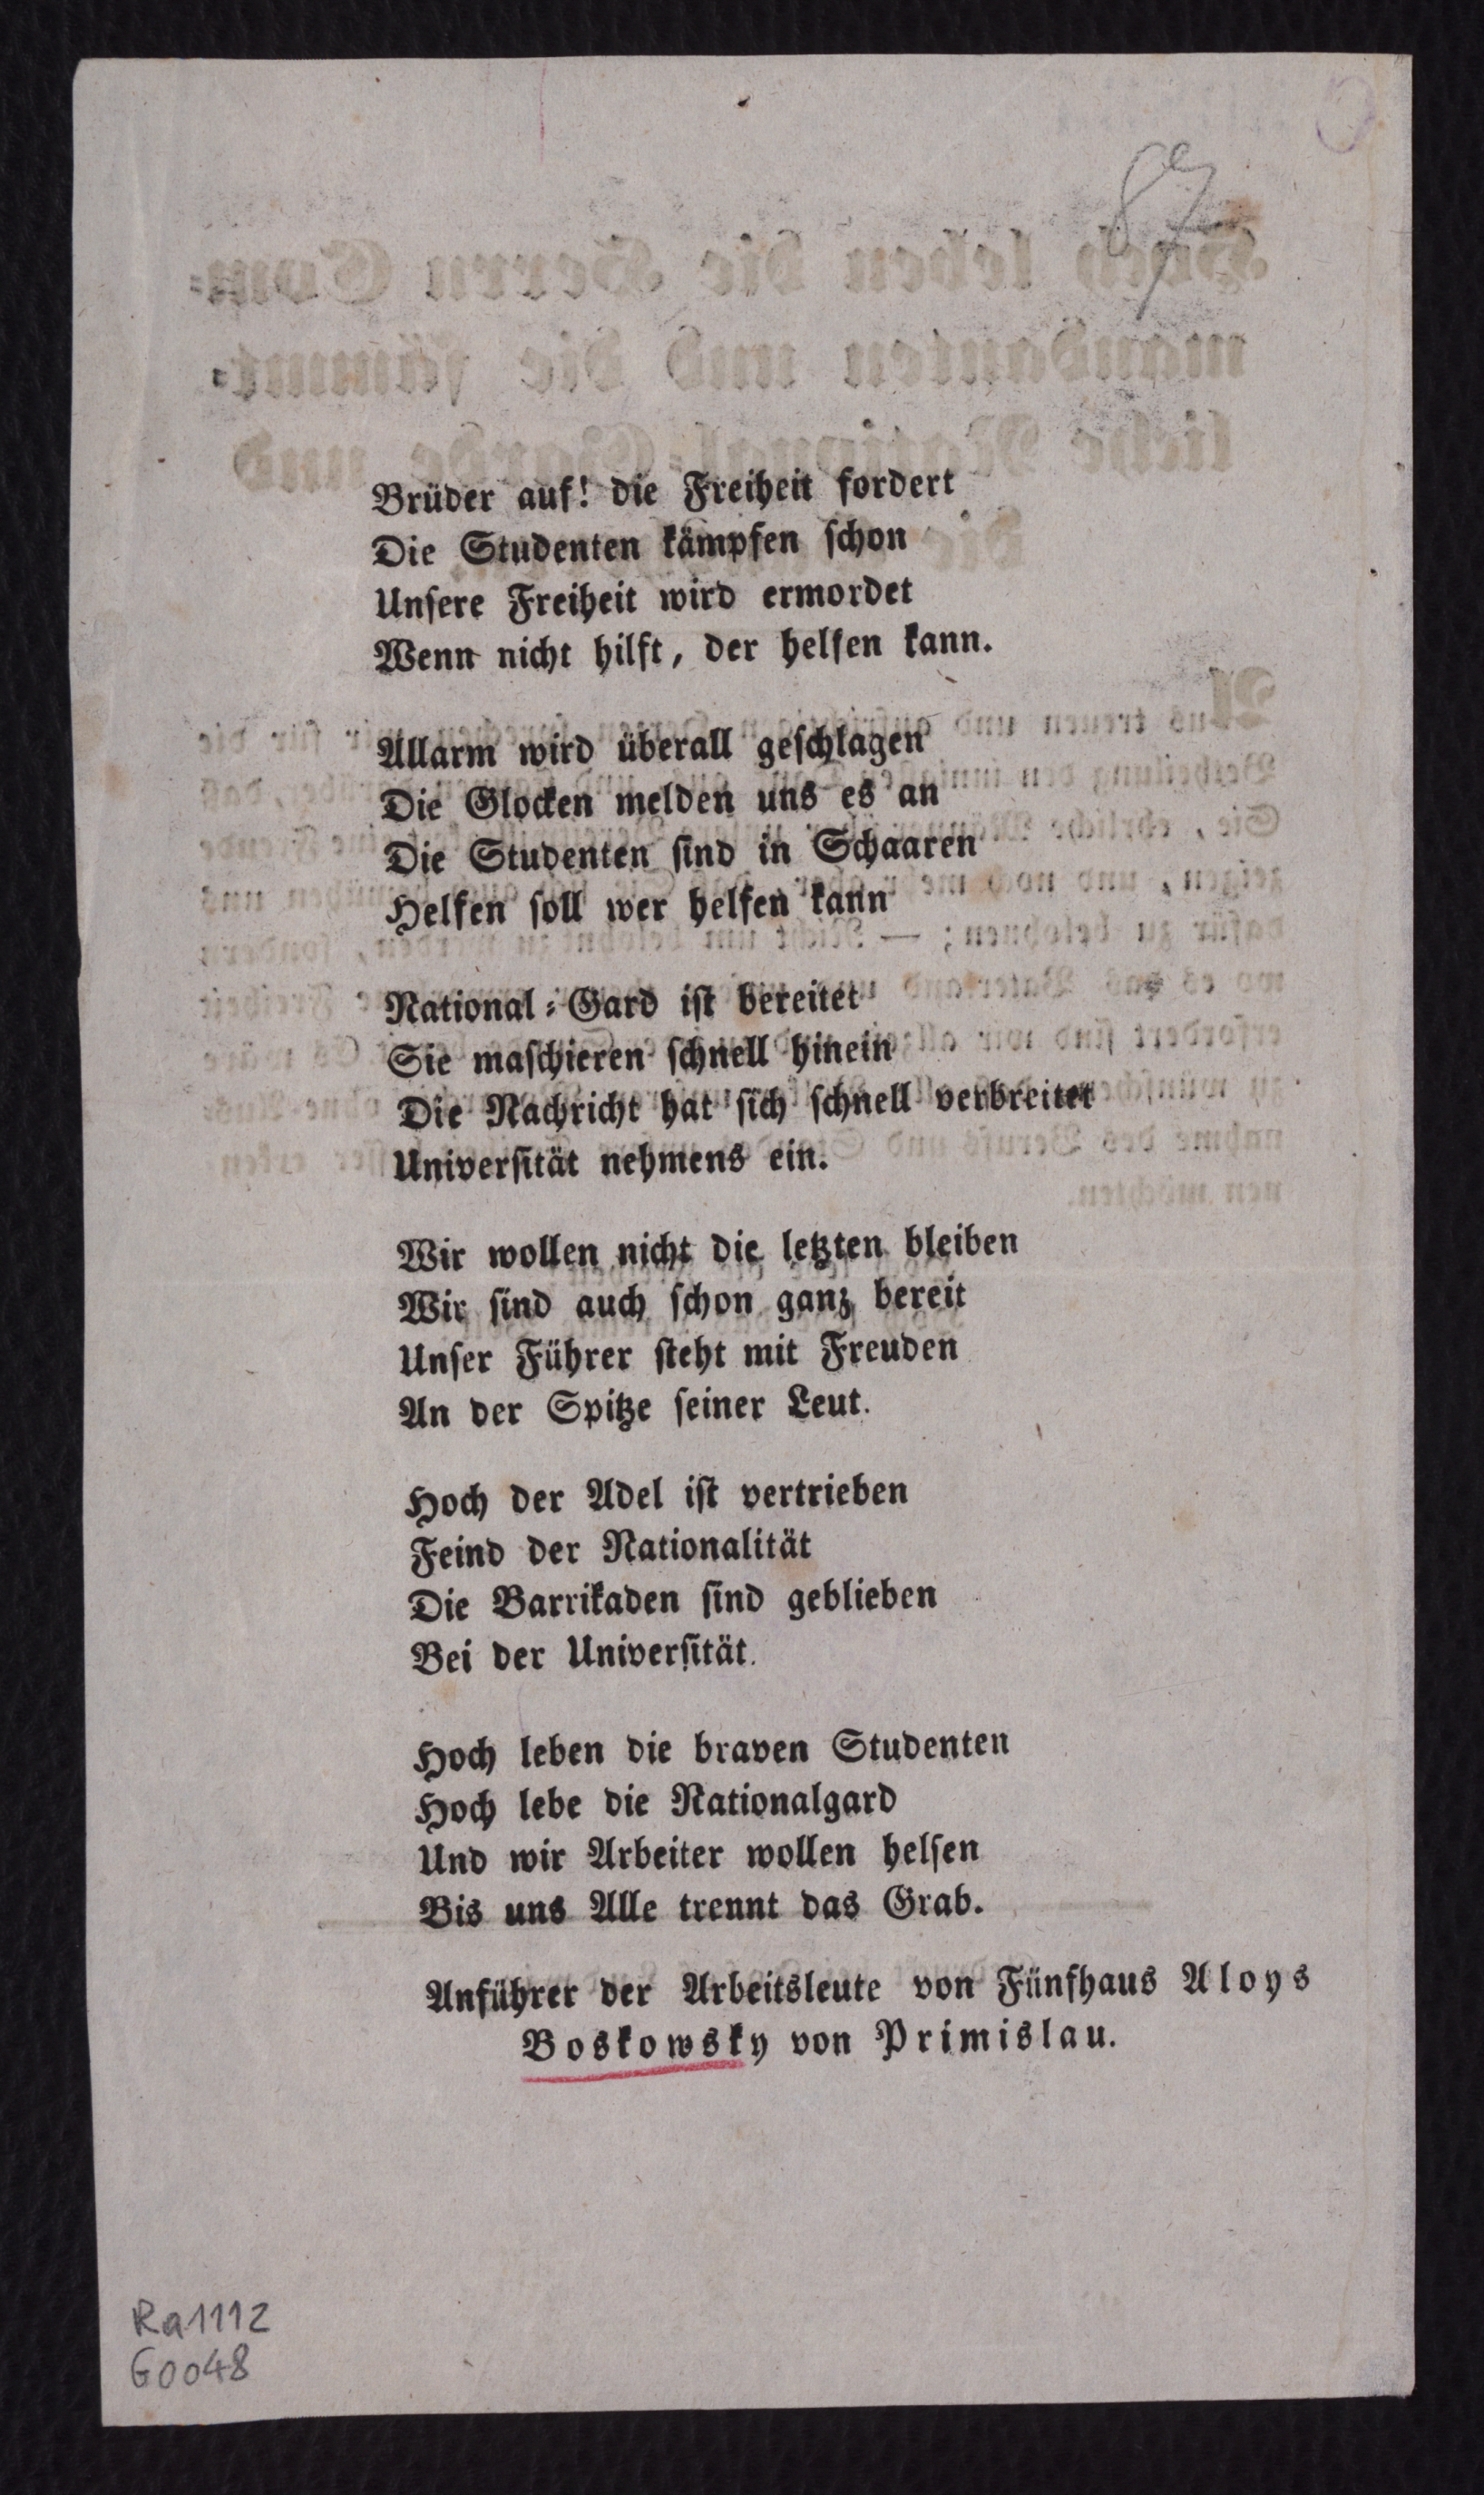 Brüder auf! die Freiheit fordert
Die Studenten kämpfen ſchon
Unſere Freiheit wird ermordet
Wenn nicht hilft, der helfen kann.
Allarm wird überall geſchlagen
Die Glocken melden uns es an
Die Studenten ſind in Schaaren
Helfen ſoll wer helfen kann
National-Gard iſt bereitet
Sie maſchieren ſchnell hinein
Die Nachricht hat ſich ſchnell verbreitet
Univerſität nehmens ein.
Wir wollen nicht die letzten bleiben
Wir ſind auch ſchon ganz bereit
Unſer Führer ſteht mit Freuden
An der Spitze ſeiner Leut.
Hoch der Adel iſt vertrieben
Feind der Nationalität
Die Barrikaden ſind geblieben
Bei der Univerſität.
Hoch leben die braven Studenten
Hoch lebe die Nationalgard
Und wir Arbeiter wollen helfen
Bis uns Alle trennt das Grab.
Anführer der Arbeitsleute von Fünfhaus Aloys
Boskowsky von Primislau.
Ra1112
G0048